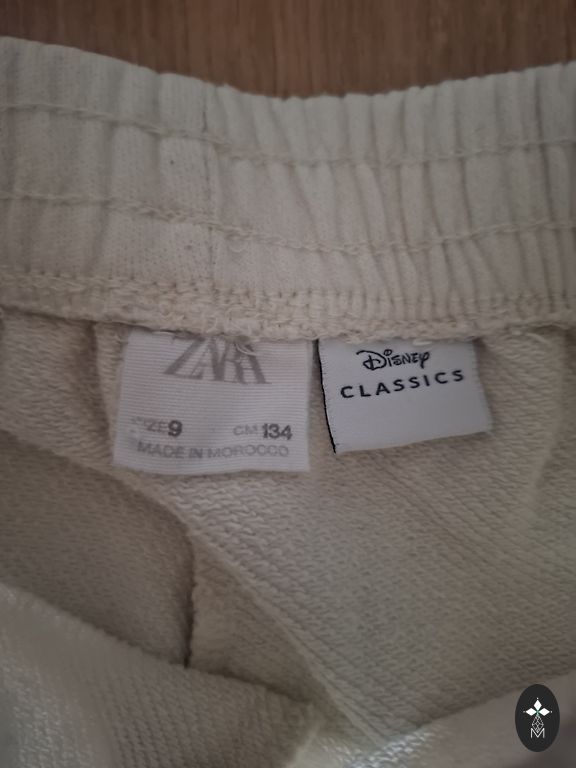 ZARA
SIZE 9 CM 134
MADE IN MOROCCO
Disney
CLASSICS
M